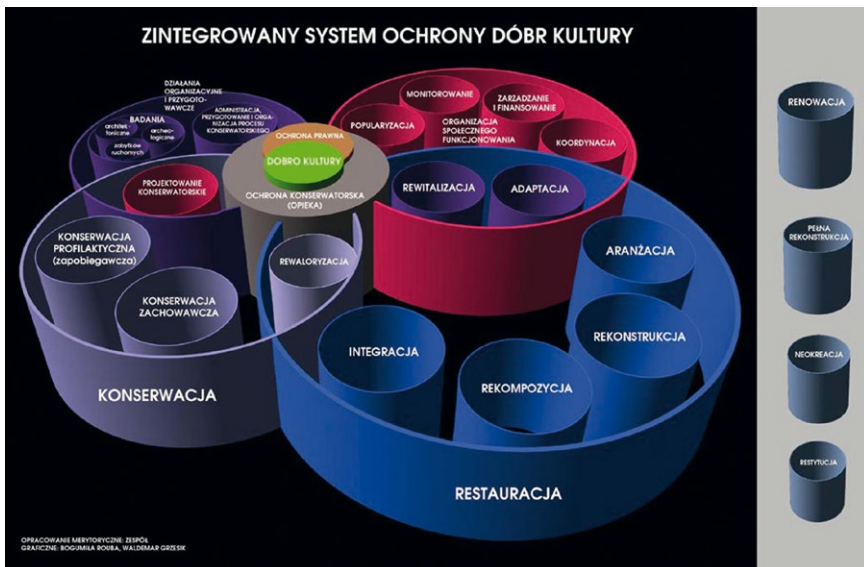 ZINTEGROWANY SYSTEM OCHRONY DÓBR KULTURY
DZIAŁANIA
ORGANIZACYJNE
I PRZYGOTO-
WAWCZE
BADANIA
architek-
toniczne
archeo-
logiczne
zabytków
ruchomych
ADMINISTRACJA,
PRZYGOTOWANIE I ORGA-
NIZACJA PROCESU
KONSERWATORSKIEGO
PROJEKTOWANIE
KONSERWATORSKIE
OCHRONA PRAWNA
DOBRO KULTURY
OCHRONA KONSERWATORSKA
(OPIEKA)
MONITOROWANIE
ZARZĄDZANIE
I FINANSOWANIE
POPULARYZACJA
ORGANIZACJA
SPOŁECZNEGO
FUNKCJONOWANIA
KOORDYNACJA
REWITALIZACJA
ADAPTACJA
KONSERWACJA
PROFILAKTYCZNA
(zapobiegawcza)
KONSERWACJA
ZACHOWAWCZA
REWALORYZACJA
KONSERWACJA
ARANŻACJA
REKONSTRUKCJA
INTEGRACJA
REKOMPOZYCJA
RESTAURACJA
RENOWACJA
PEŁNA
REKONSTRUKCJA
NEOKREACJA
RESTYTUCJA
OPRACOWANIE MERYTORYCZNE: ZESPÓŁ
GRAFICZNE: BOGUMIŁA ROUBA, WALDEMAR GRZESIK